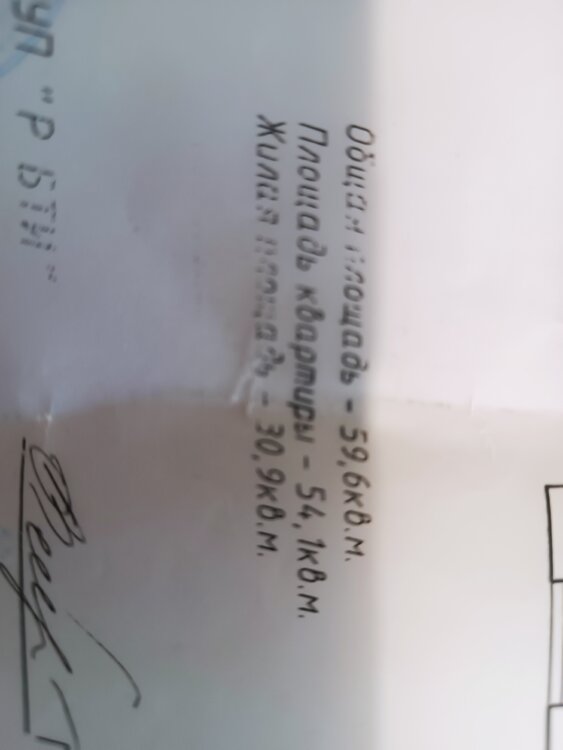 Общая площадь - 59,6кв.м.
Площадь квартиры - 54,1кв.м.
Жилая площадь - 30,9кв.м.
УП "Р БТИ"